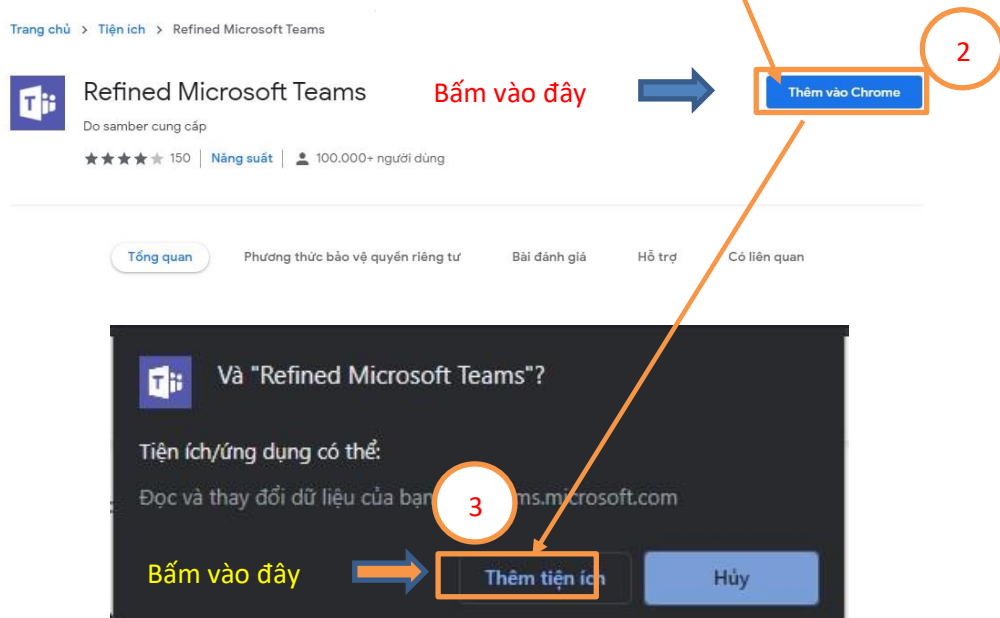 Trang chủ > Tiện ích > Refined Microsoft Teams
2
Refined Microsoft Teams
Bấm vào đây
Thêm vào Chrome
Do samber cung cấp
150 | Năng suất | 100.000+ người dùng
Tổng quan Phương thức bảo vệ quyền riêng tư Bài đánh giá Hỗ trợ Có liên quan
Và "Refined Microsoft Teams"?
Tiện ích/ứng dụng có thể:
Đọc và thay đổi dữ liệu của bạn ms.microsoft.com
3
Bấm vào đây
Thêm tiện ích
Hủy